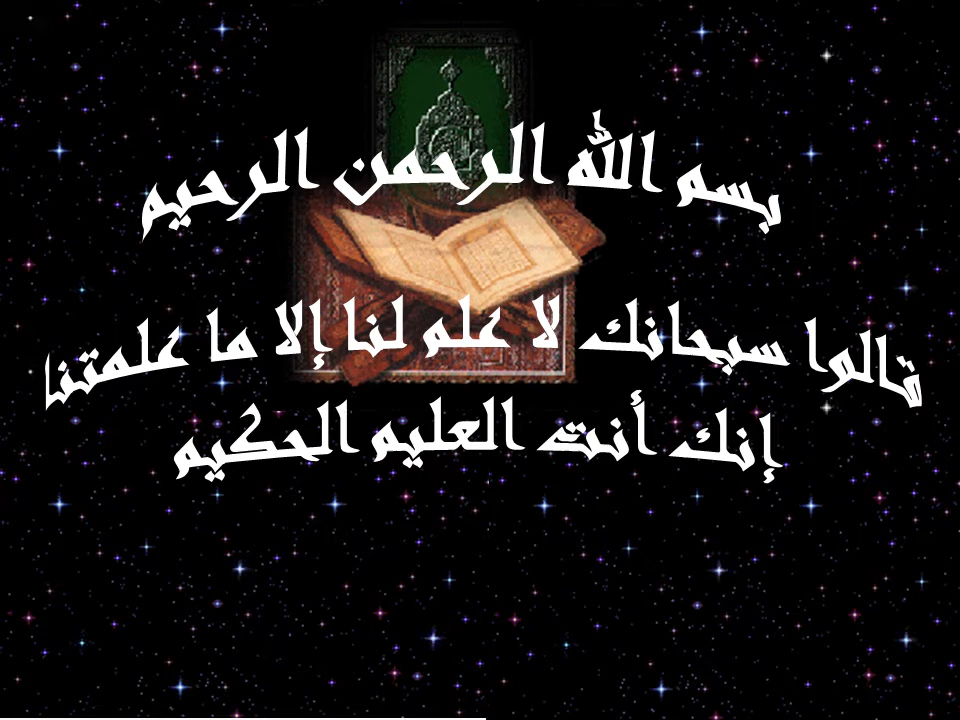 بسم الله الرحمن الرحيم
قالوا سبحانك لا علم لنا إلا ما علمتنا
إنك أنت العليم الحكيم